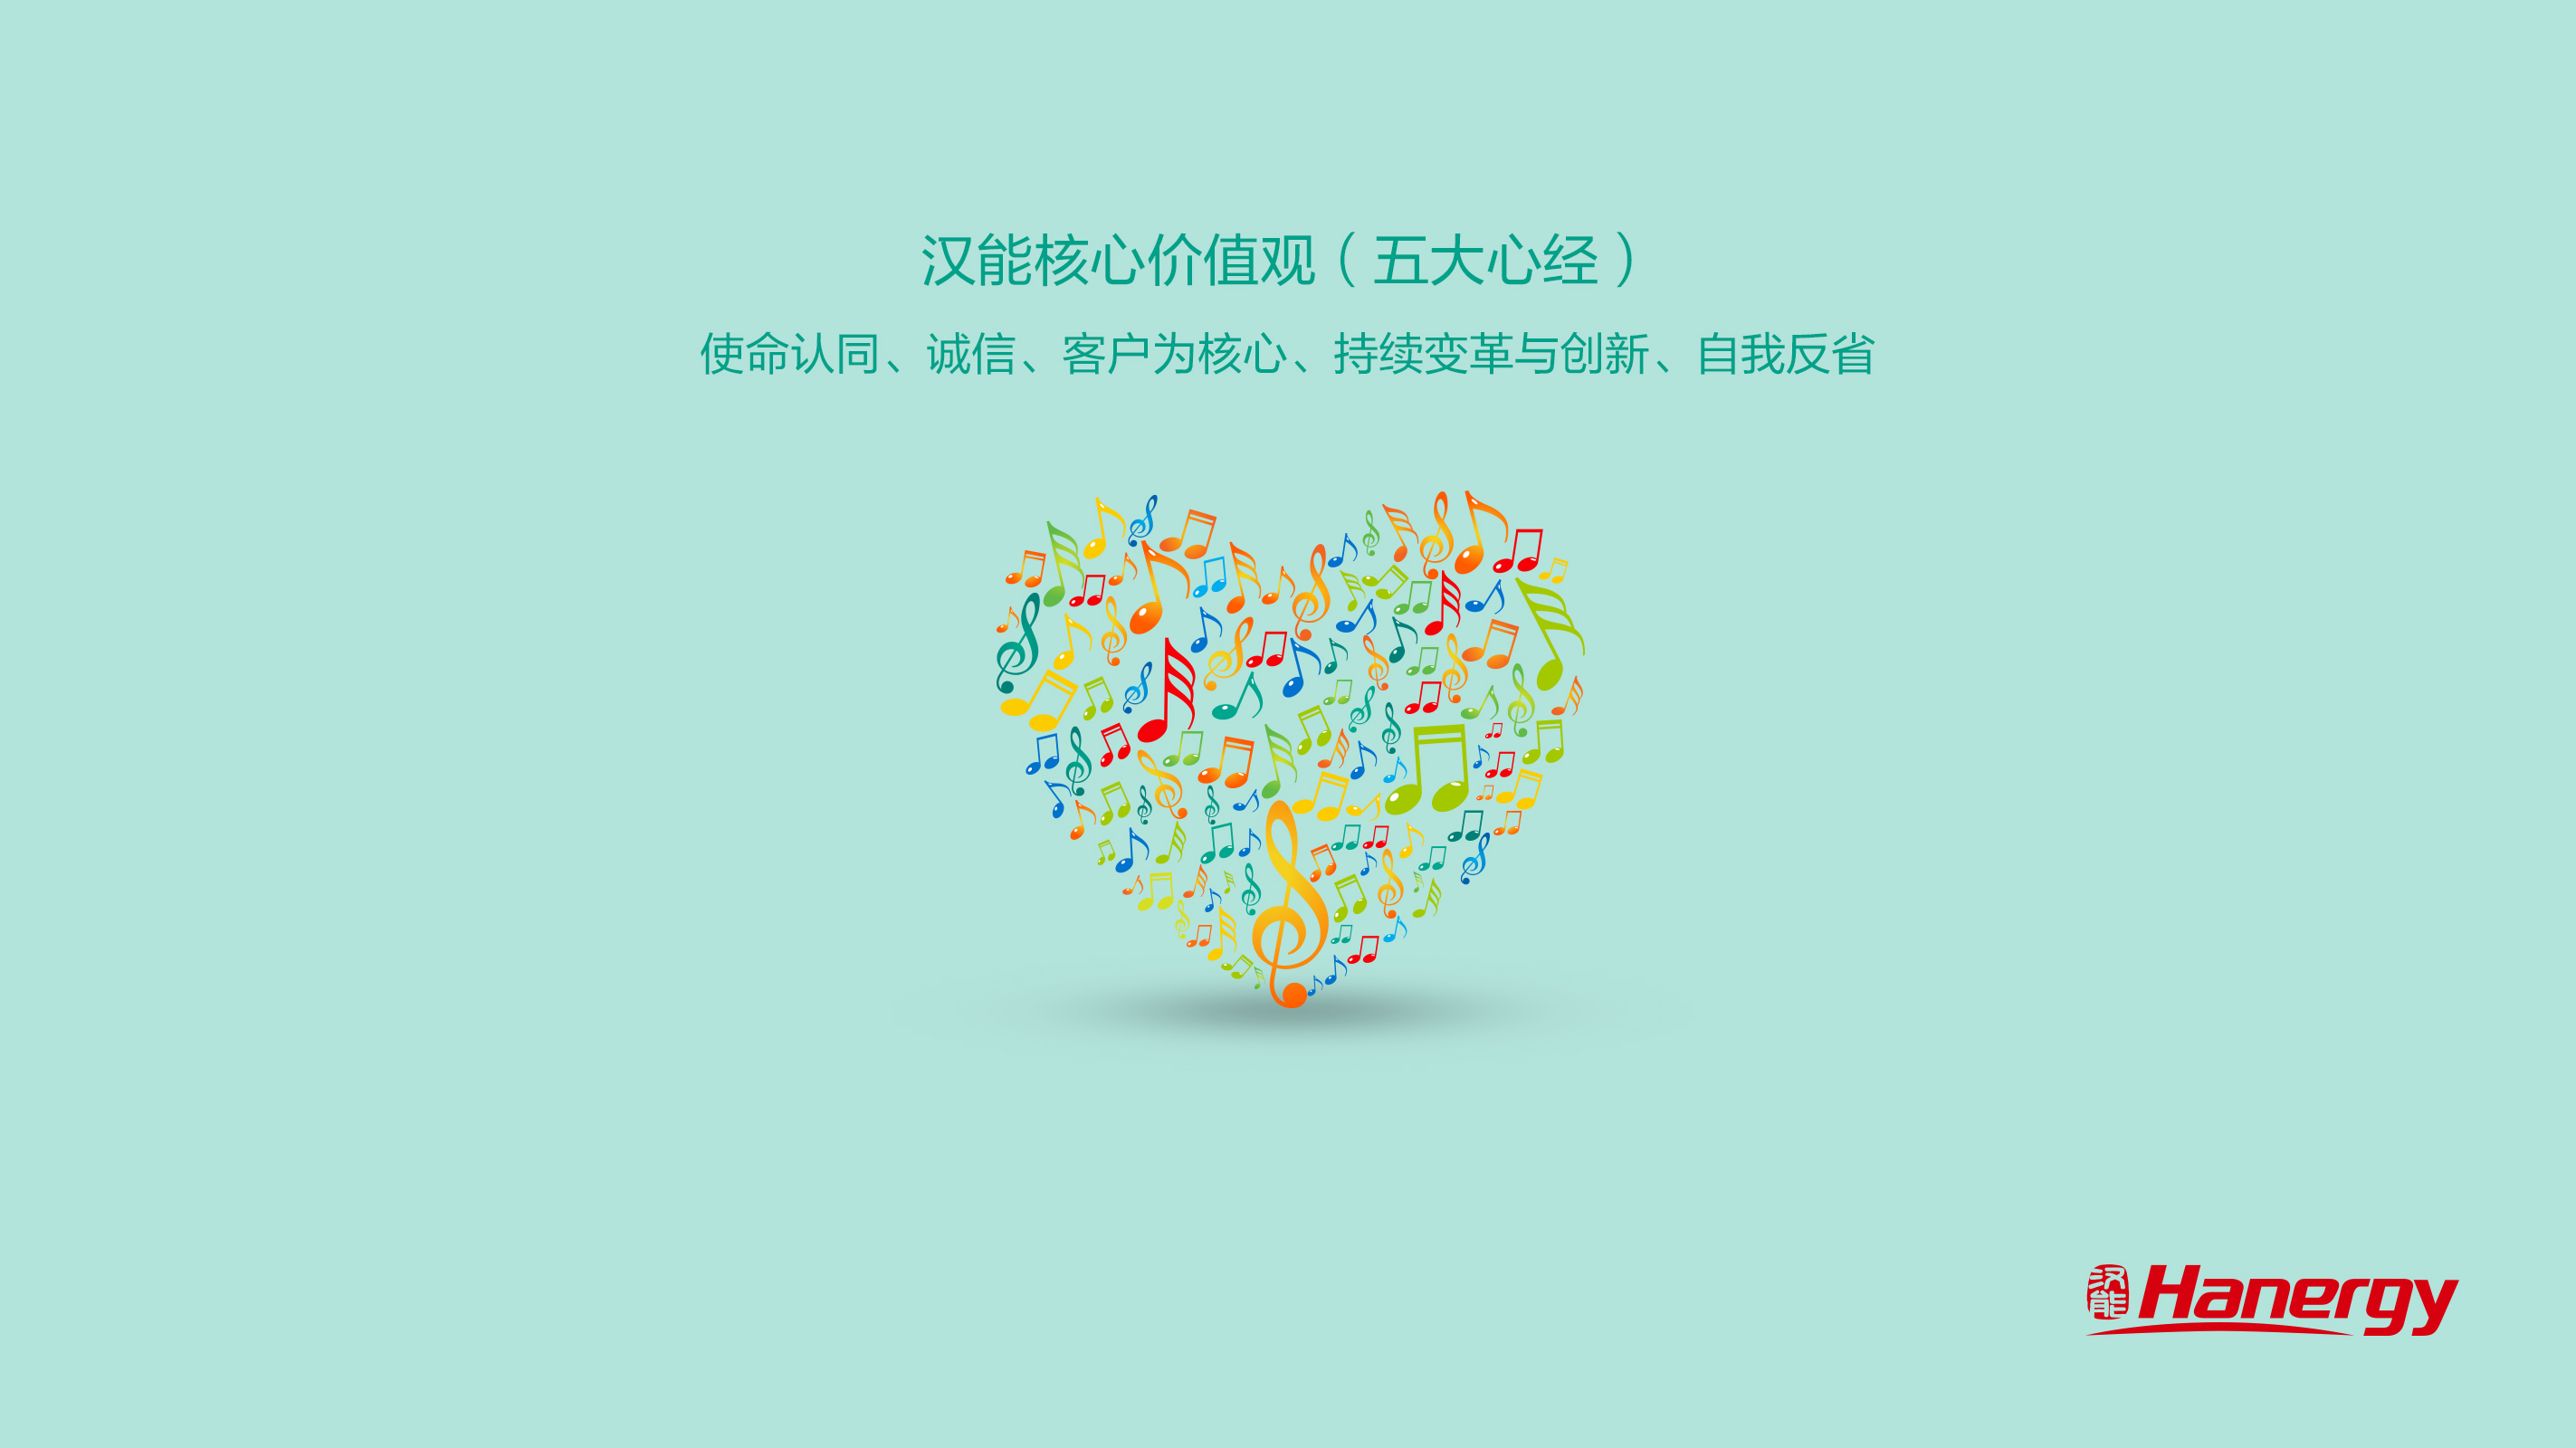 汉能核心价值观（五大心经）
使命认同、诚信、客户为核心、持续变革与创新、自我反省
汉能 Hanergy